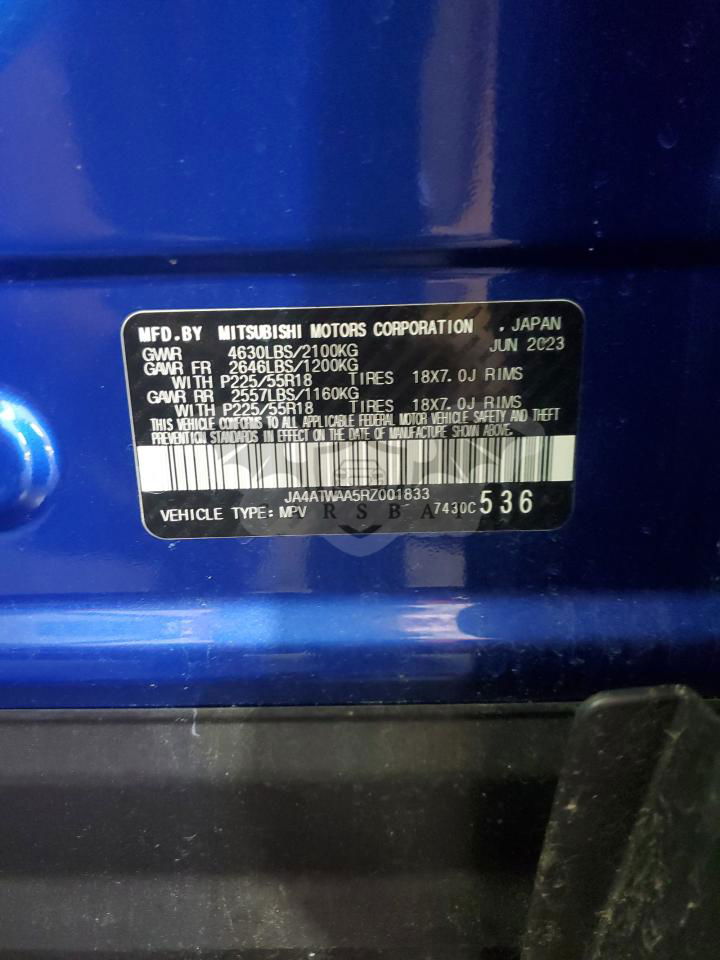 MFD.BY MITSUBISHI MOTORS CORPORATION . JAPAN
GVWR 4630LBS/2100KG JUN 2023
GAWR FR 2646LBS/1200KG
WITH P225/55R18 TIRES 18X7.0J RIMS
GAWR RR 2557LBS/1160KG
WITH P225/55R18 TIRES 18X7.0J RIMS
THIS VEHICLE CONFORMS TO ALL APPLICABLE FEDERAL MOTOR VEHICLE SAFETY AND THEFT
PREVENTION STANDARDS IN EFFECT ON THE DATE OF MANUFACTURE SHOWN ABOVE.
JA4ATWAA5RZ001833
VEHICLE TYPE: MPV 7430C 536